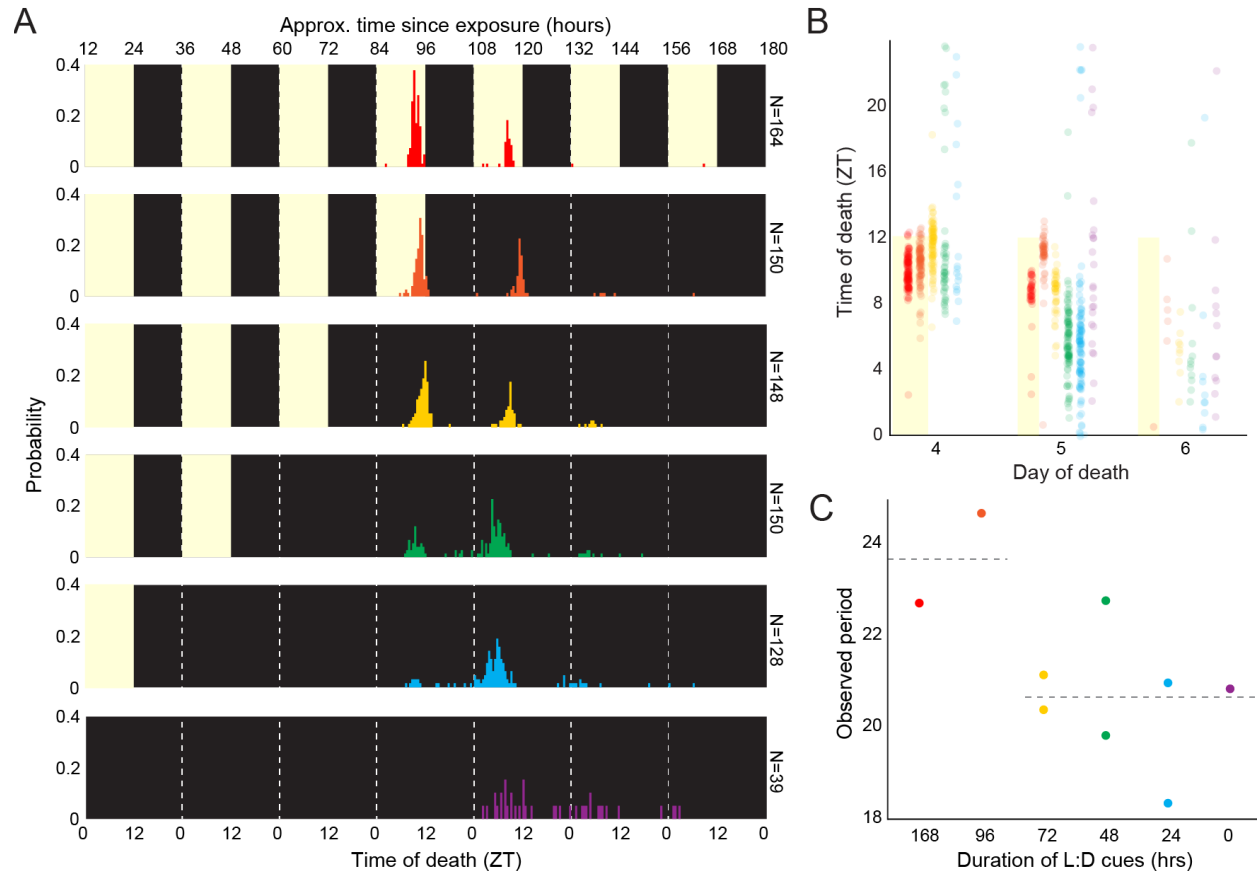 A
Approx. time since exposure (hours)
12 24 36 48 60 72 84 96 108 120 132 144 156 168 180
0.4
0.2
0
N=164
0.4
0.2
0
N=150
0.4
0.2
0
N=148
0.4
0.2
0
N=150
0.4
0.2
0
N=128
0.4
0.2
0
N=39
Probability
0 12 0 12 0 12 0 12 0 12 0 12 0 12 0
Time of death (ZT)
B
Time of death (ZT)
20
16
12
8
4
0
4 5 6
Day of death
C
Observed period
24
22
20
18
168 96 72 48 24 0
Duration of L:D cues (hrs)